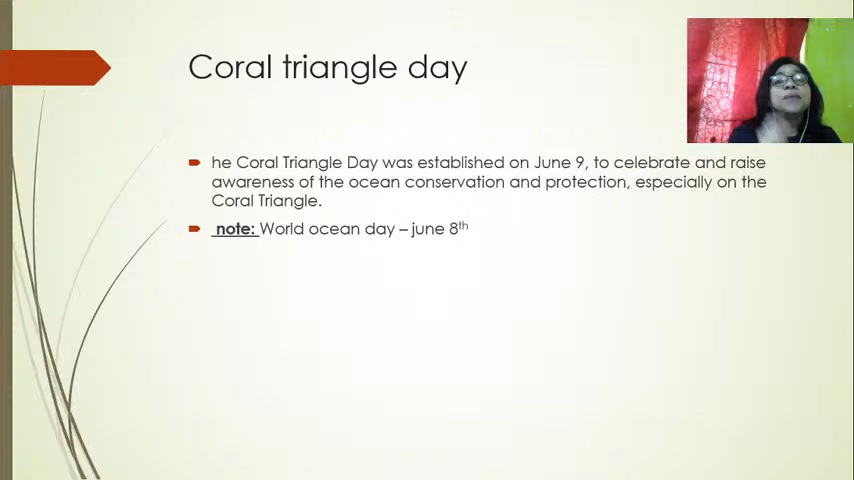 Coral triangle day
he Coral Triangle Day was established on June 9, to celebrate and raise
awareness of the ocean conservation and protection, especially on the
Coral Triangle.
note: World ocean day – june 8th